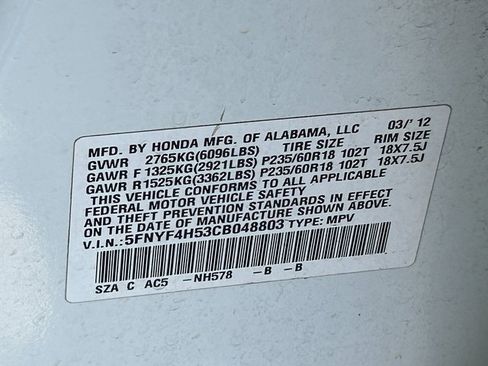 MFD. BY HONDA MFG. OF ALABAMA, LLC 03/'12
GVWR 2765KG(6096LBS) TIRE SIZE RIM SIZE
GAWR F 1325KG(2921LBS) P235/60R18 102T 18X7.5J
GAWR R 1525KG(3362LBS) P235/60R18 102T 18X7.5J
THIS VEHICLE CONFORMS TO ALL APPLICABLE
FEDERAL MOTOR VEHICLE SAFETY
AND THEFT PREVENTION STANDARDS IN EFFECT
ON THE DATE OF MANUFACTURE SHOWN ABOVE.
V.I.N.: 5FNYF4H53CB048803 TYPE: MPV
SZA C AC5 -NH578 -B -B